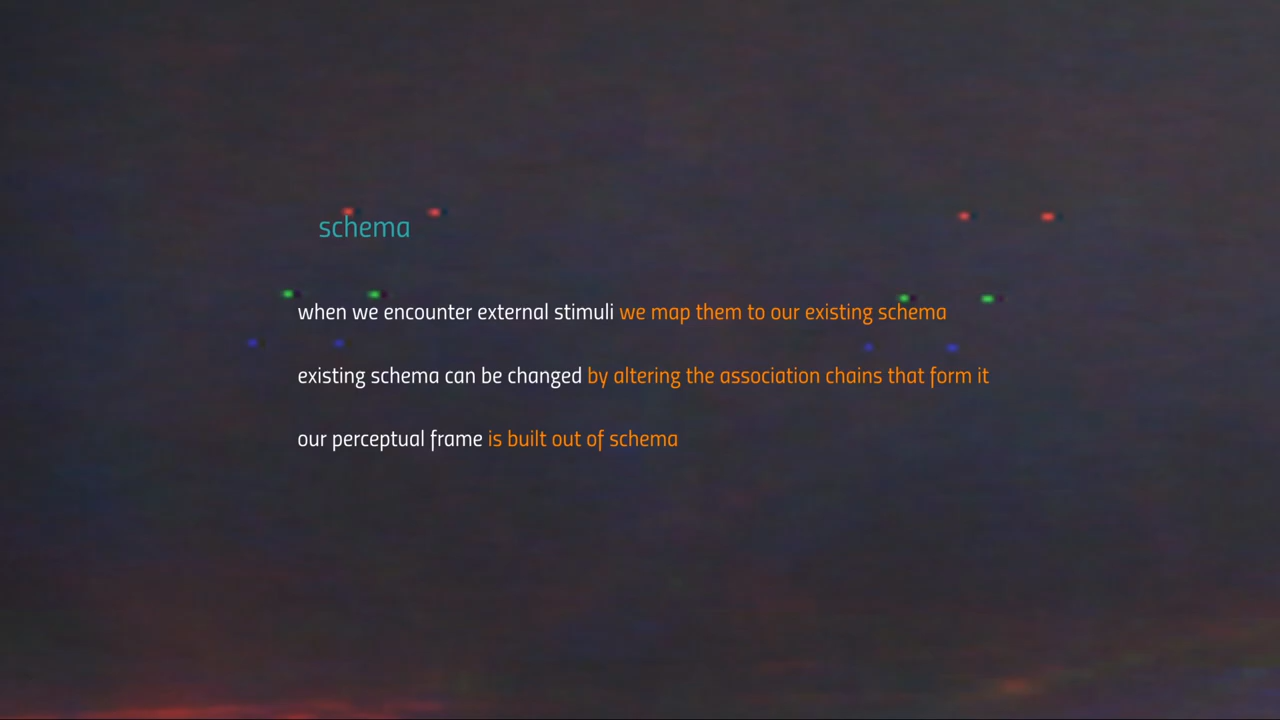 schema
when we encounter external stimuli we map them to our existing schema
existing schema can be changed by altering the association chains that form it
our perceptual frame is built out of schema